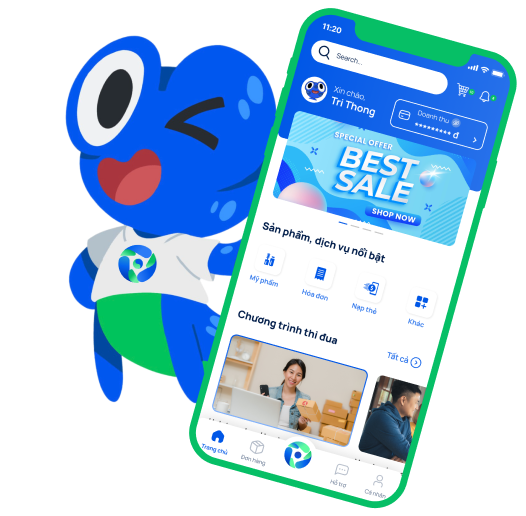 11:20
Search...
Xin chào,
Tri Thong
Doanh thu
********* đ
SPECIAL OFFER
BEST
SALE
SHOP NOW
Sản phẩm, dịch vụ nổi bật
Mỹ phẩm
Hóa đơn
Nạp thẻ
Khác
Chương trình thi đua
Tất cả
Trang chủ
Đơn hàng
Hỗ trợ
Cá nhân